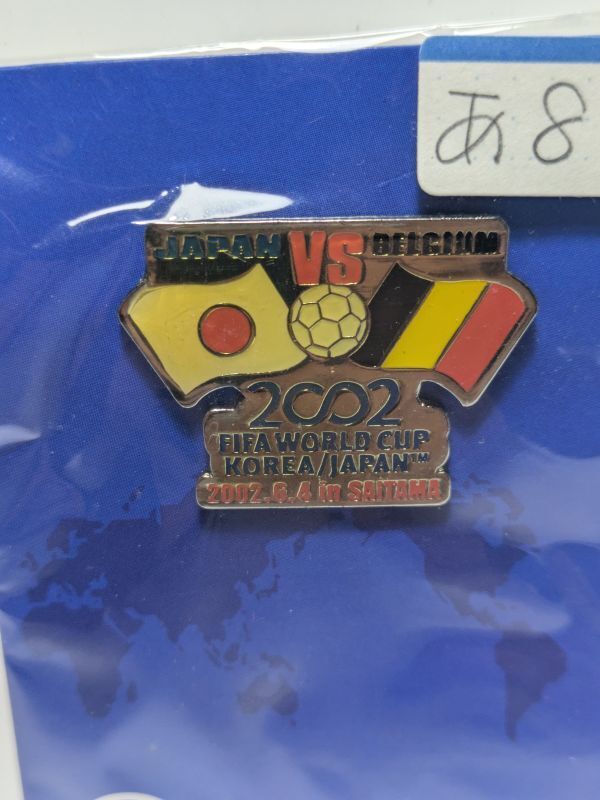 あ8
JAPAN VS BELGIUM
2002
FIFA WORLD CUP
KOREA/JAPAN™
2002.6.4 in SAITAMA